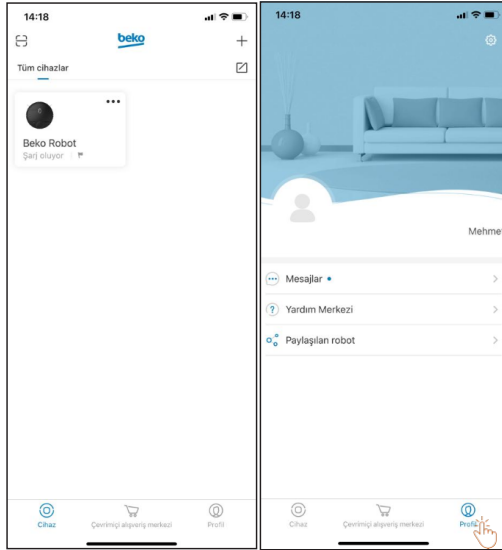 14:18
beko
Tüm cihazlar
Beko Robot
Şarj oluyor
Cihaz
Çevrimiçi alışveriş merkezi
Profil
14:18
Mehmet
Mesajlar
Yardım Merkezi
Paylaşılan robot
Cihaz
Çevrimiçi alışveriş merkezi
Profil